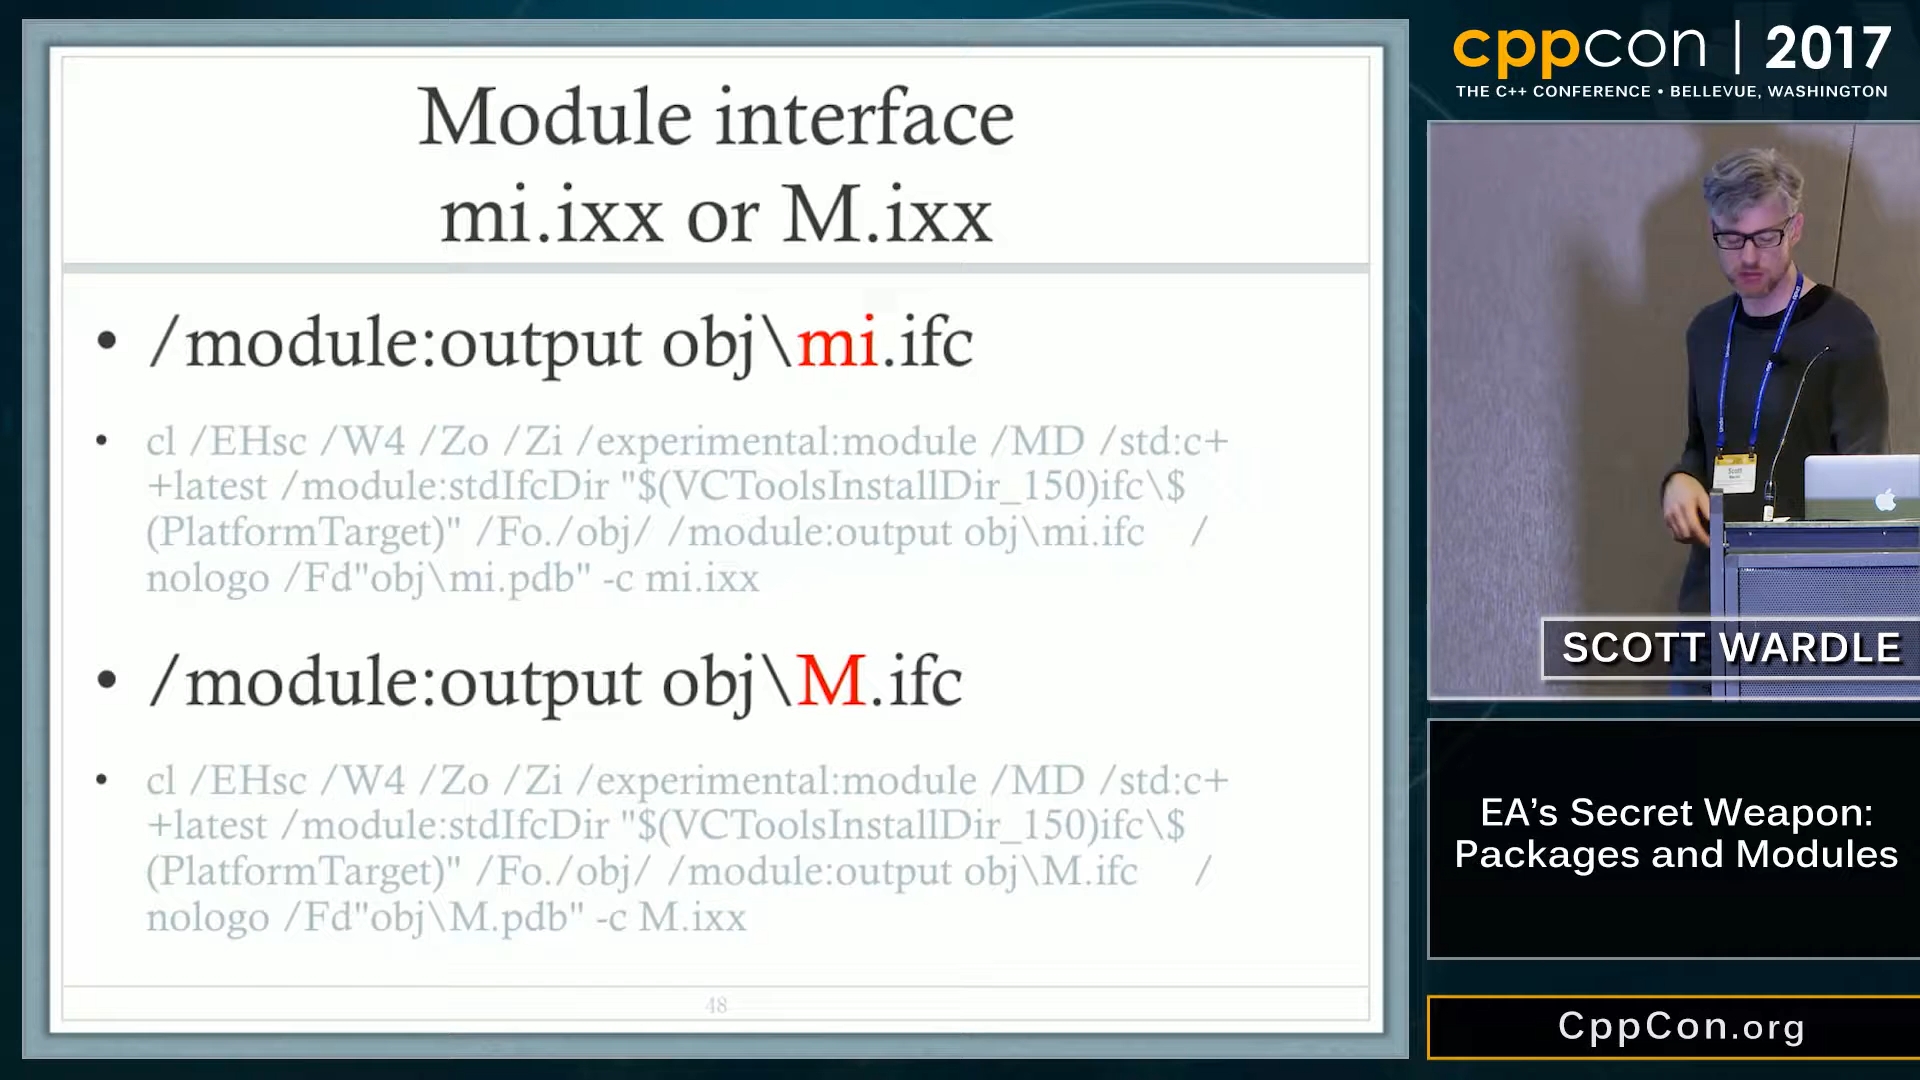 Module interface
mi.ixx or M.ixx
• /module:output obj\mi.ifc
• cl /EHsc /W4 /Zo /Zi /experimental:module /MD /std:c+
+latest /module:stdIfcDir "$(VCToolsInstallDir_150)ifc\$
(PlatformTarget)" /Fo./obj/ /module:output obj\mi.ifc /
nologo /Fd"obj\mi.pdb" -c mi.ixx
• /module:output obj\M.ifc
• cl /EHsc /W4 /Zo /Zi /experimental:module /MD /std:c+
+latest /module:stdIfcDir "$(VCToolsInstallDir_150)ifc\$
(PlatformTarget)" /Fo./obj/ /module:output obj\M.ifc /
nologo /Fd"obj\M.pdb" -c M.ixx
48
cppcon | 2017
THE C++ CONFERENCE • BELLEVUE, WASHINGTON
Scott
SCOTT WARDLE
EA's Secret Weapon:
Packages and Modules
CppCon.org